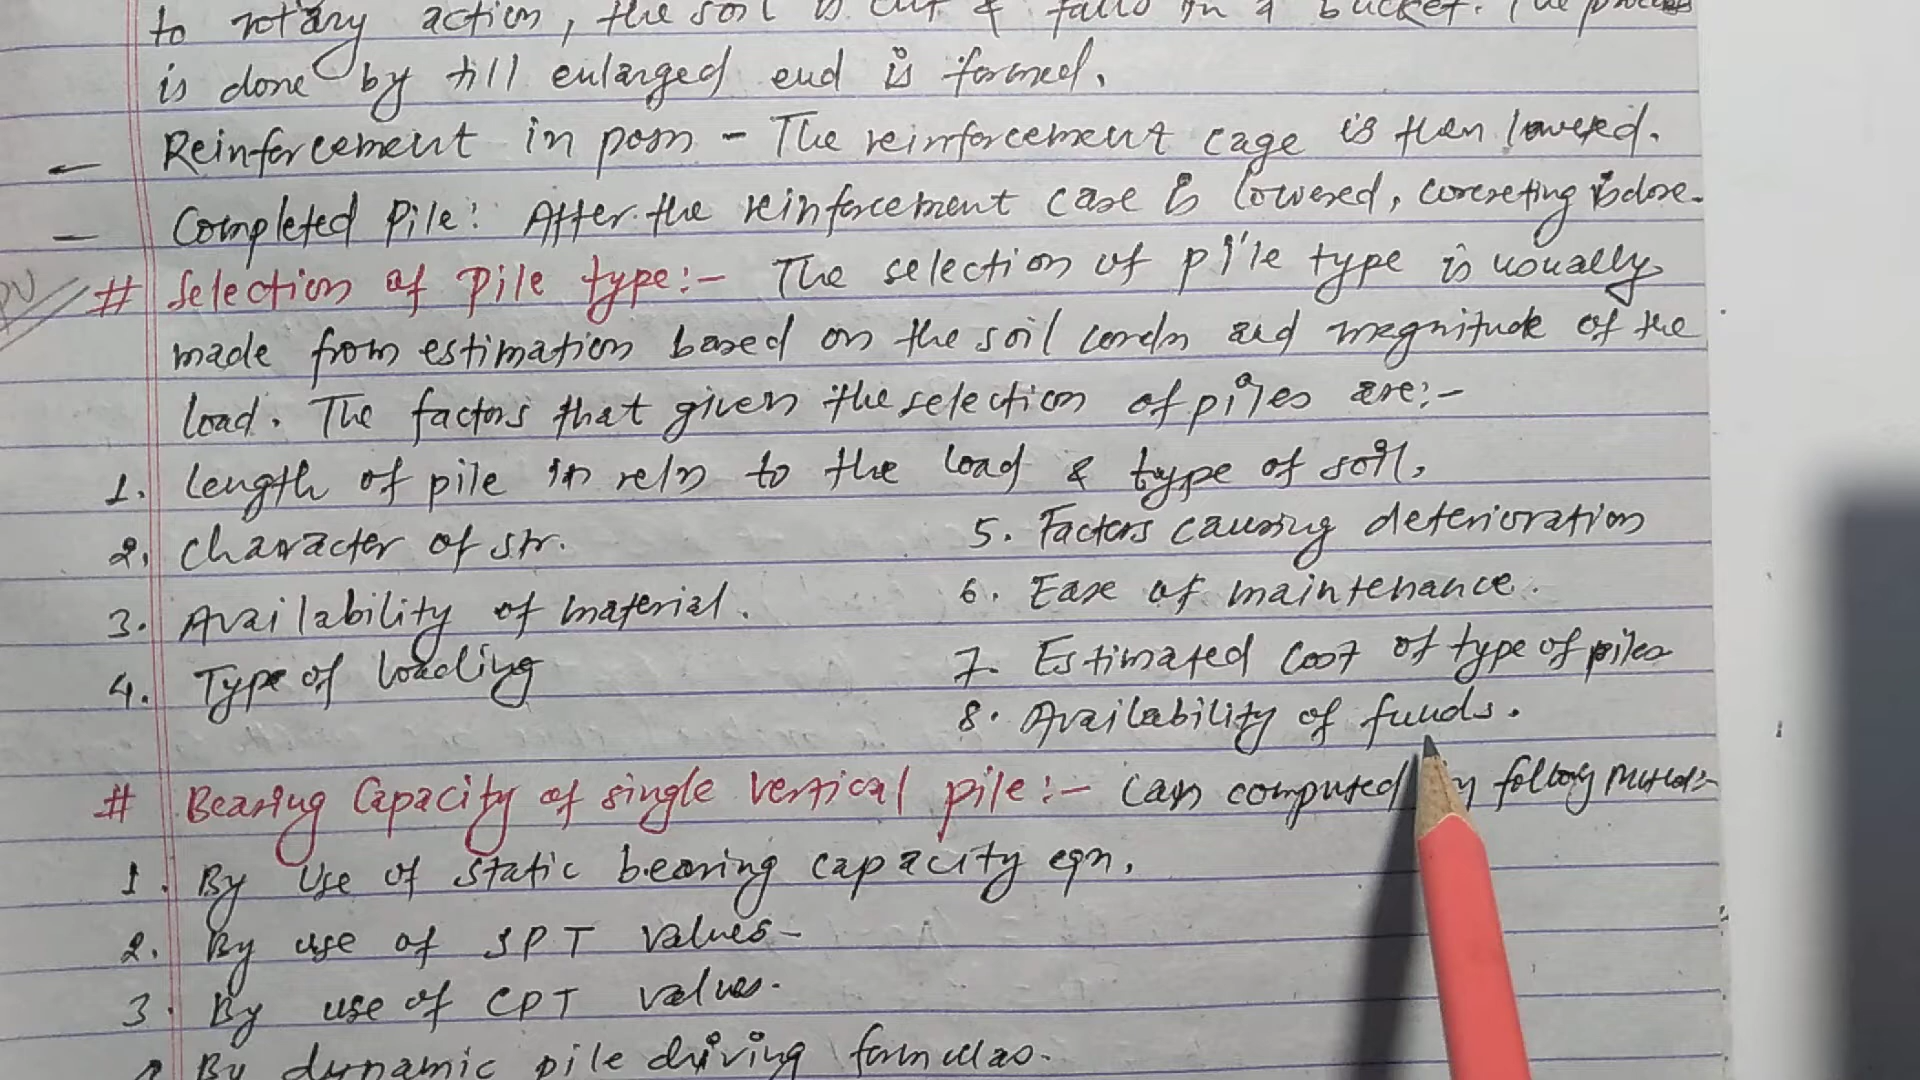 to rotary action, the soil is cut & falls in a bucket. The process
is done by till enlarged end is formed.
- Reinforcement in posn - The reinforcement cage is then lowered.
- Completed Pile: After the reinforcement case is lowered, concreting is done.
# Selection of Pile type:- The selection of pile type is usually
made from estimation based on the soil condn and magnitude of the
load. The factors that given the selection of piles are:-
1. Length of pile in reln to the load & type of soil.
2. Character of str.
3. Availability of material.
4. Type of loading
5. Factors causing deterioration
6. Ease of maintenance.
7. Estimated cost of type of piles
8. Availability of funds.
# Bearing Capacity of single vertical pile:- Can computed
1. By Use of static bearing capacity eqn.
2. By use of SPT values-
3. By use of CPT values.
By dynamic pile driving formulas.